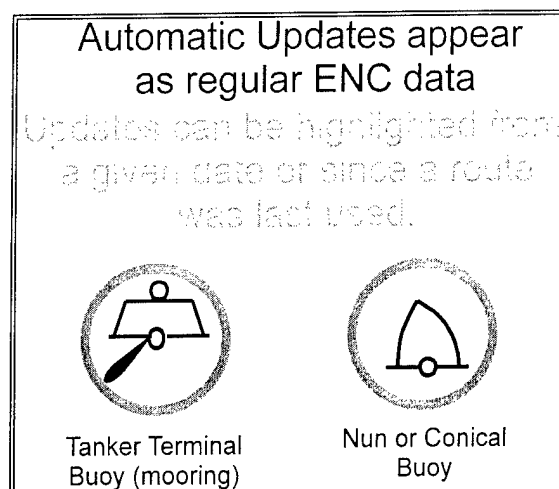 Automatic Updates appear
as regular ENC data
Updates can be highlighted from
a given date or since a route
was last used.
Tanker Terminal
Buoy (mooring)
Nun or Conical
Buoy